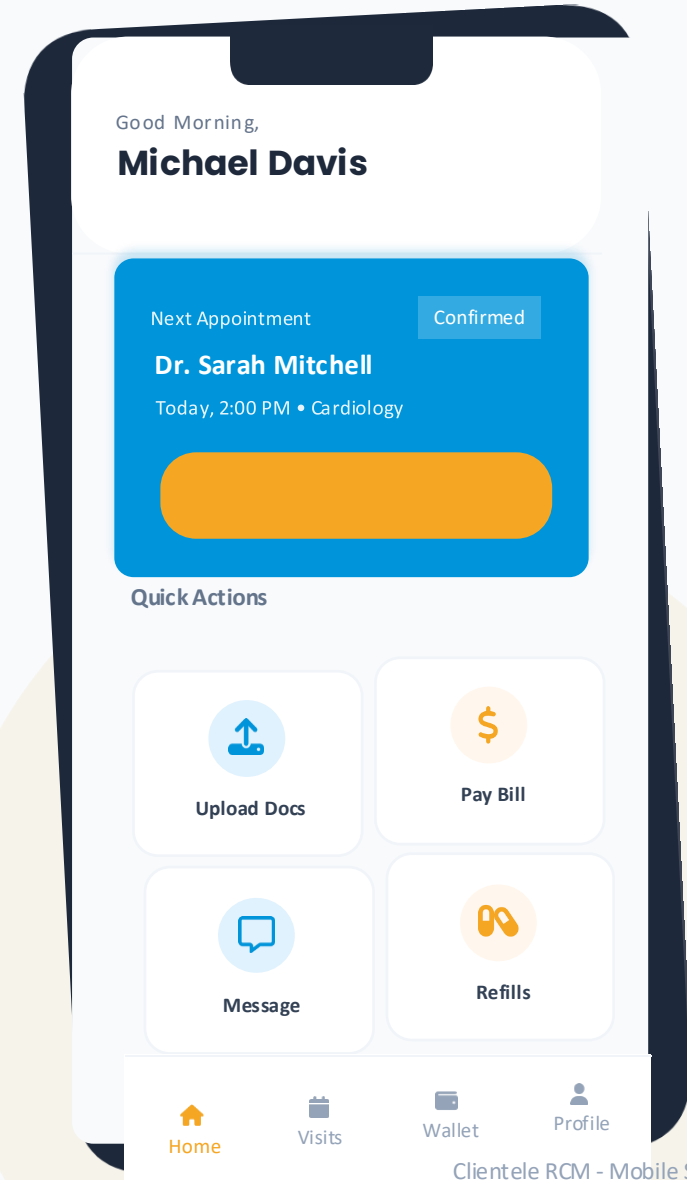 Good Morning,
Michael Davis
Next Appointment
Confirmed
Dr. Sarah Mitchell
Today, 2:00 PM • Cardiology
Quick Actions
Upload Docs
Pay Bill
Message
Refills
Home
Visits
Wallet
Profile
Clientele RCM - Mobile